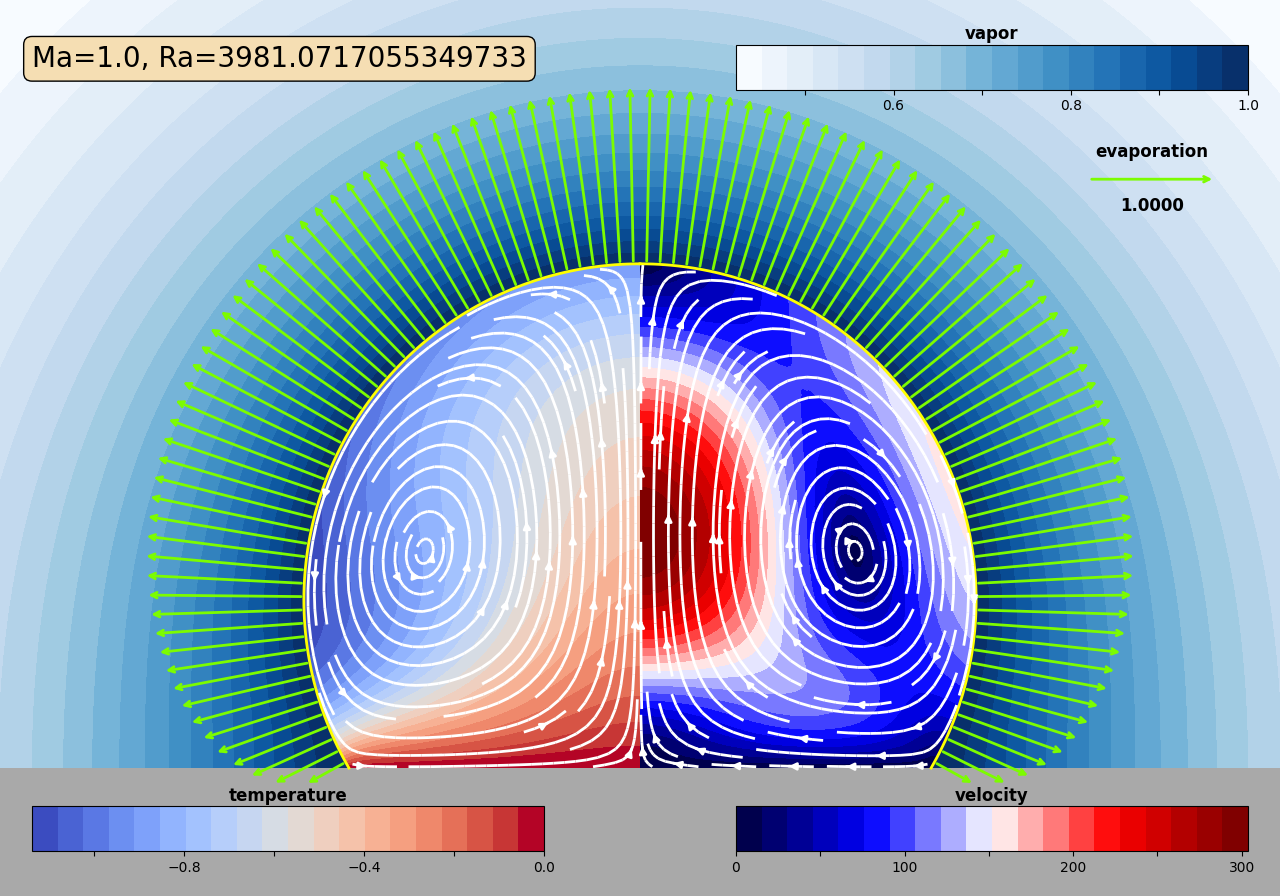 Ma=1.0, Ra=3981.0717055349733
vapor
0.6 0.8 1.0
evaporation
1.0000
temperature
−0.8 −0.4 0.0
velocity
0 100 200 300